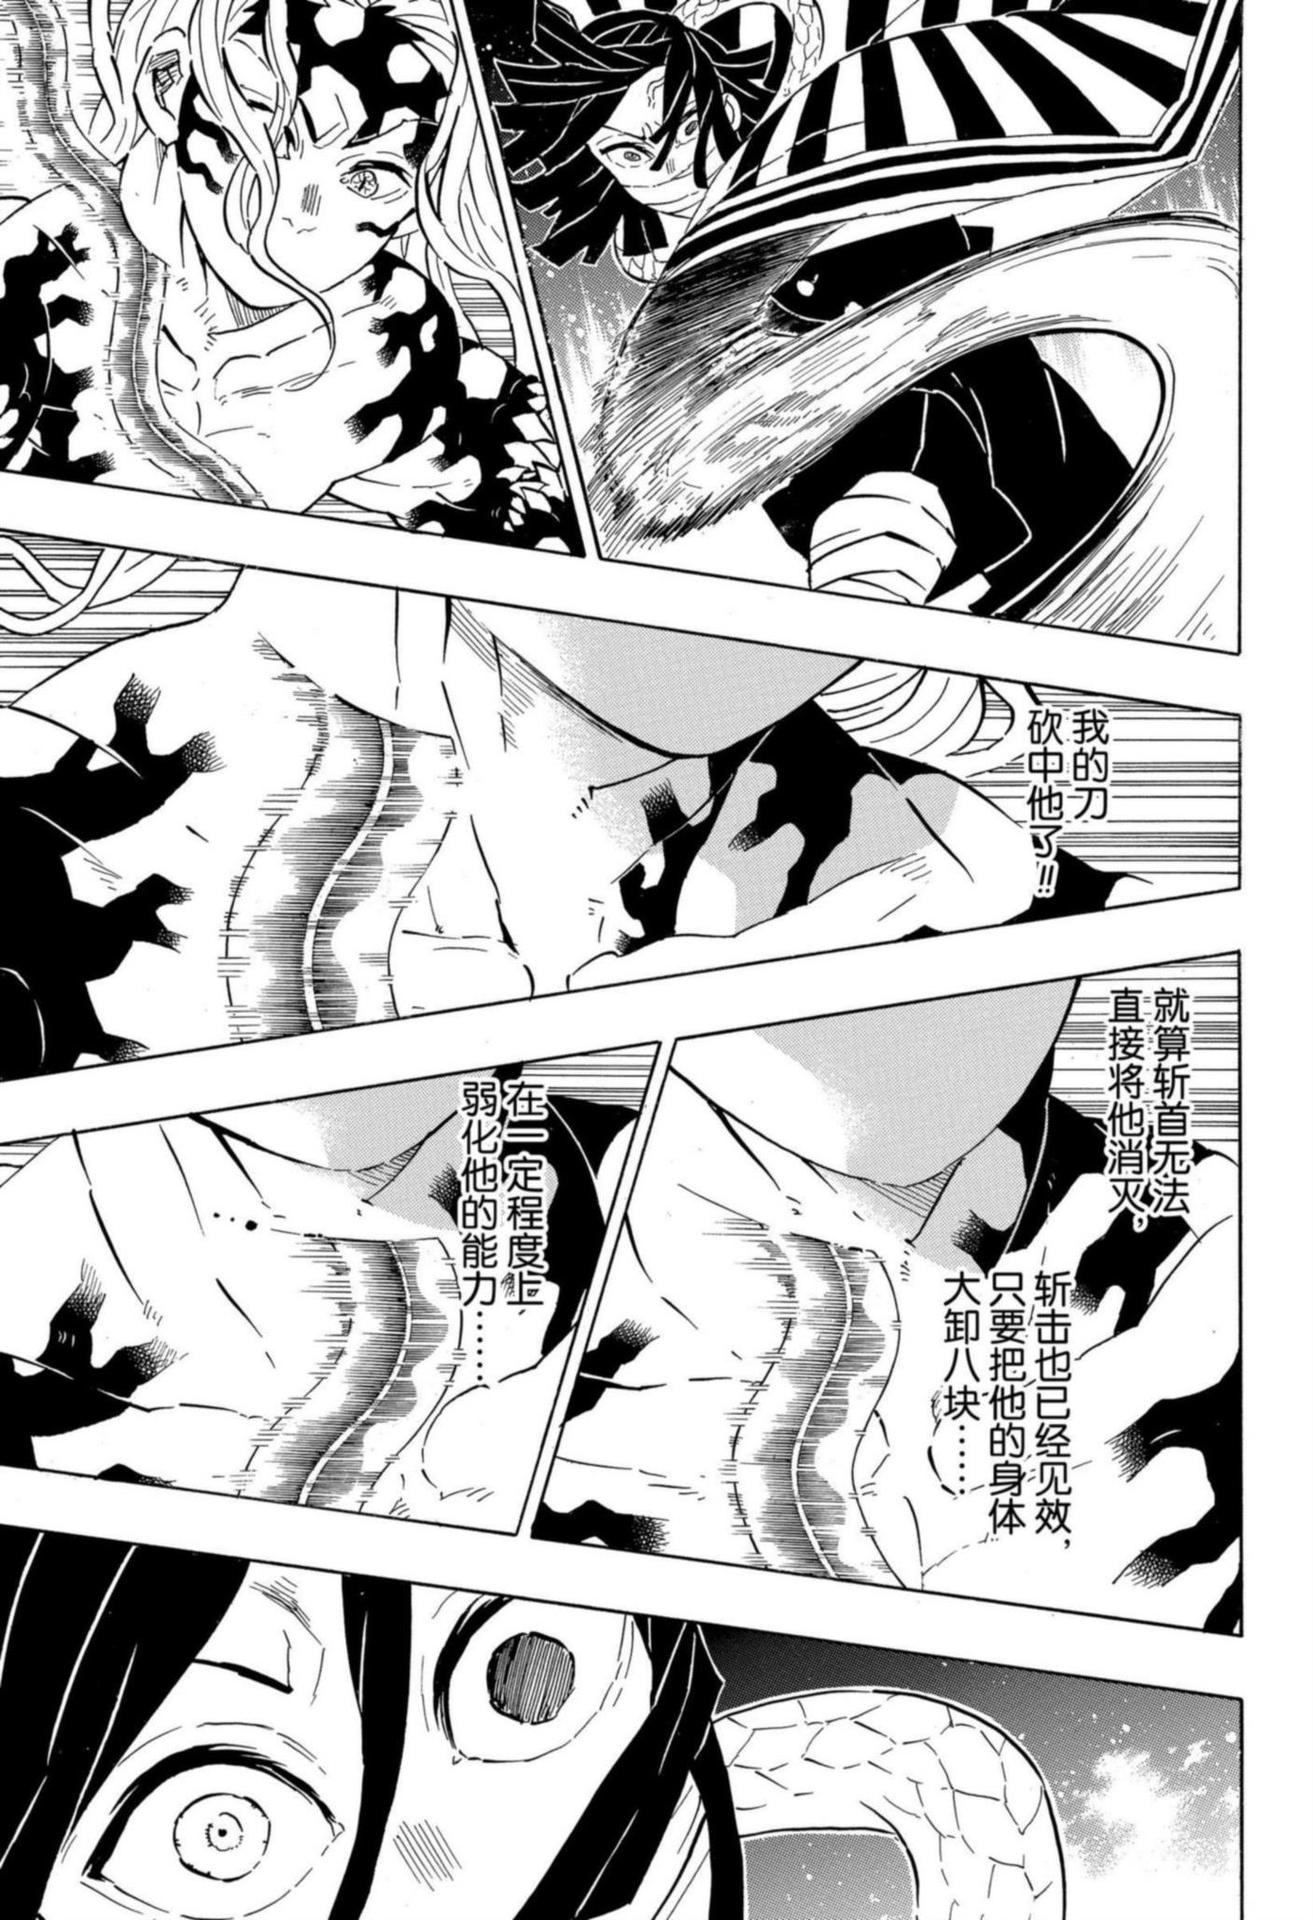 我的刀
砍中他了!!
就算斩首无法
直接将他消灭，
斩击也已经见效，
只要把他的身体
大卸八块……
在一定程度上，
弱化他的能力……